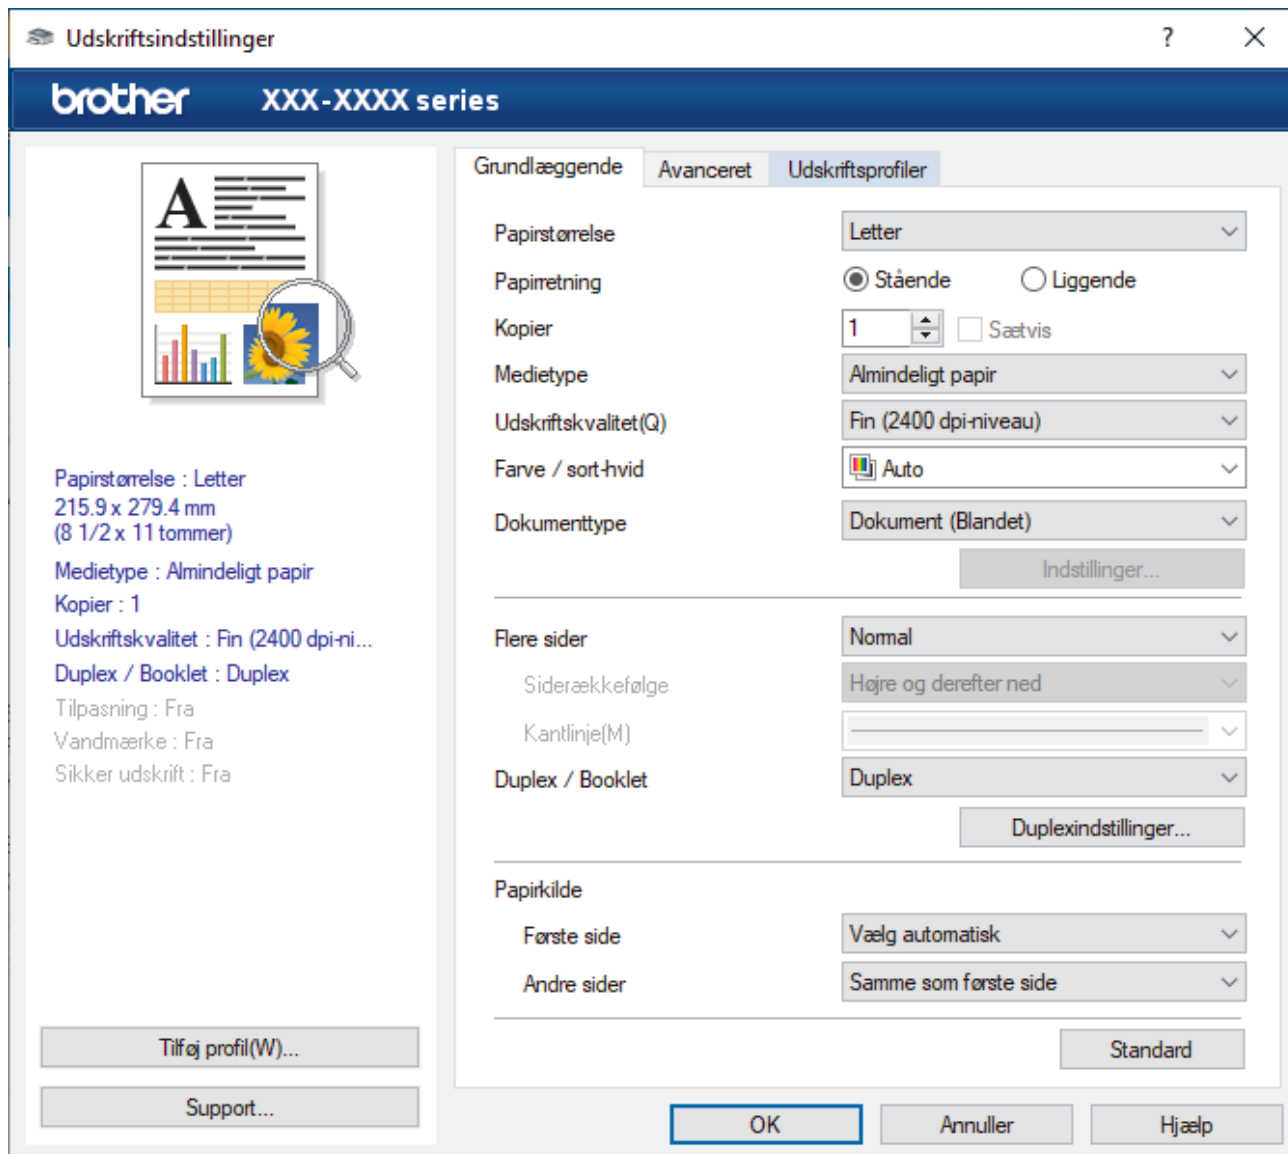 Udskriftsindstillinger ?
brother XXX-XXXX series
A
Papirstørrelse : Letter
215.9 x 279.4 mm
(8 1/2 x 11 tommer)
Medietype : Almindeligt papir
Kopier : 1
Udskriftskvalitet : Fin (2400 dpi-ni...
Duplex / Booklet : Duplex
Tilpasning : Fra
Vandmærke : Fra
Sikker udskrift : Fra
Tilføj profil(W)...
Support...
Grundlæggende Avanceret Udskriftsprofiler
Papirstørrelse Letter
Papirretning Stående Liggende
Kopier 1 Sætvis
Medietype Almindeligt papir
Udskriftskvalitet(Q) Fin (2400 dpi-niveau)
Farve / sort-hvid Auto
Dokumenttype Dokument (Blandet)
Indstillinger...
Flere sider Normal
Siderækkefølge Højre og derefter ned
Kantlinje(M)
Duplex / Booklet Duplex
Duplexindstillinger...
Papirkilde
Første side Vælg automatisk
Andre sider Samme som første side
Standard
OK Annuller Hjælp